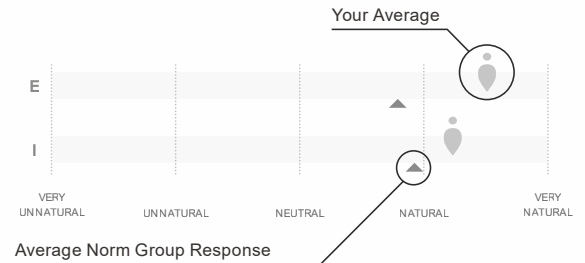 Your Average
E
I
VERY UNNATURAL
UNNATURAL
NEUTRAL
NATURAL
VERY NATURAL
Average Norm Group Response